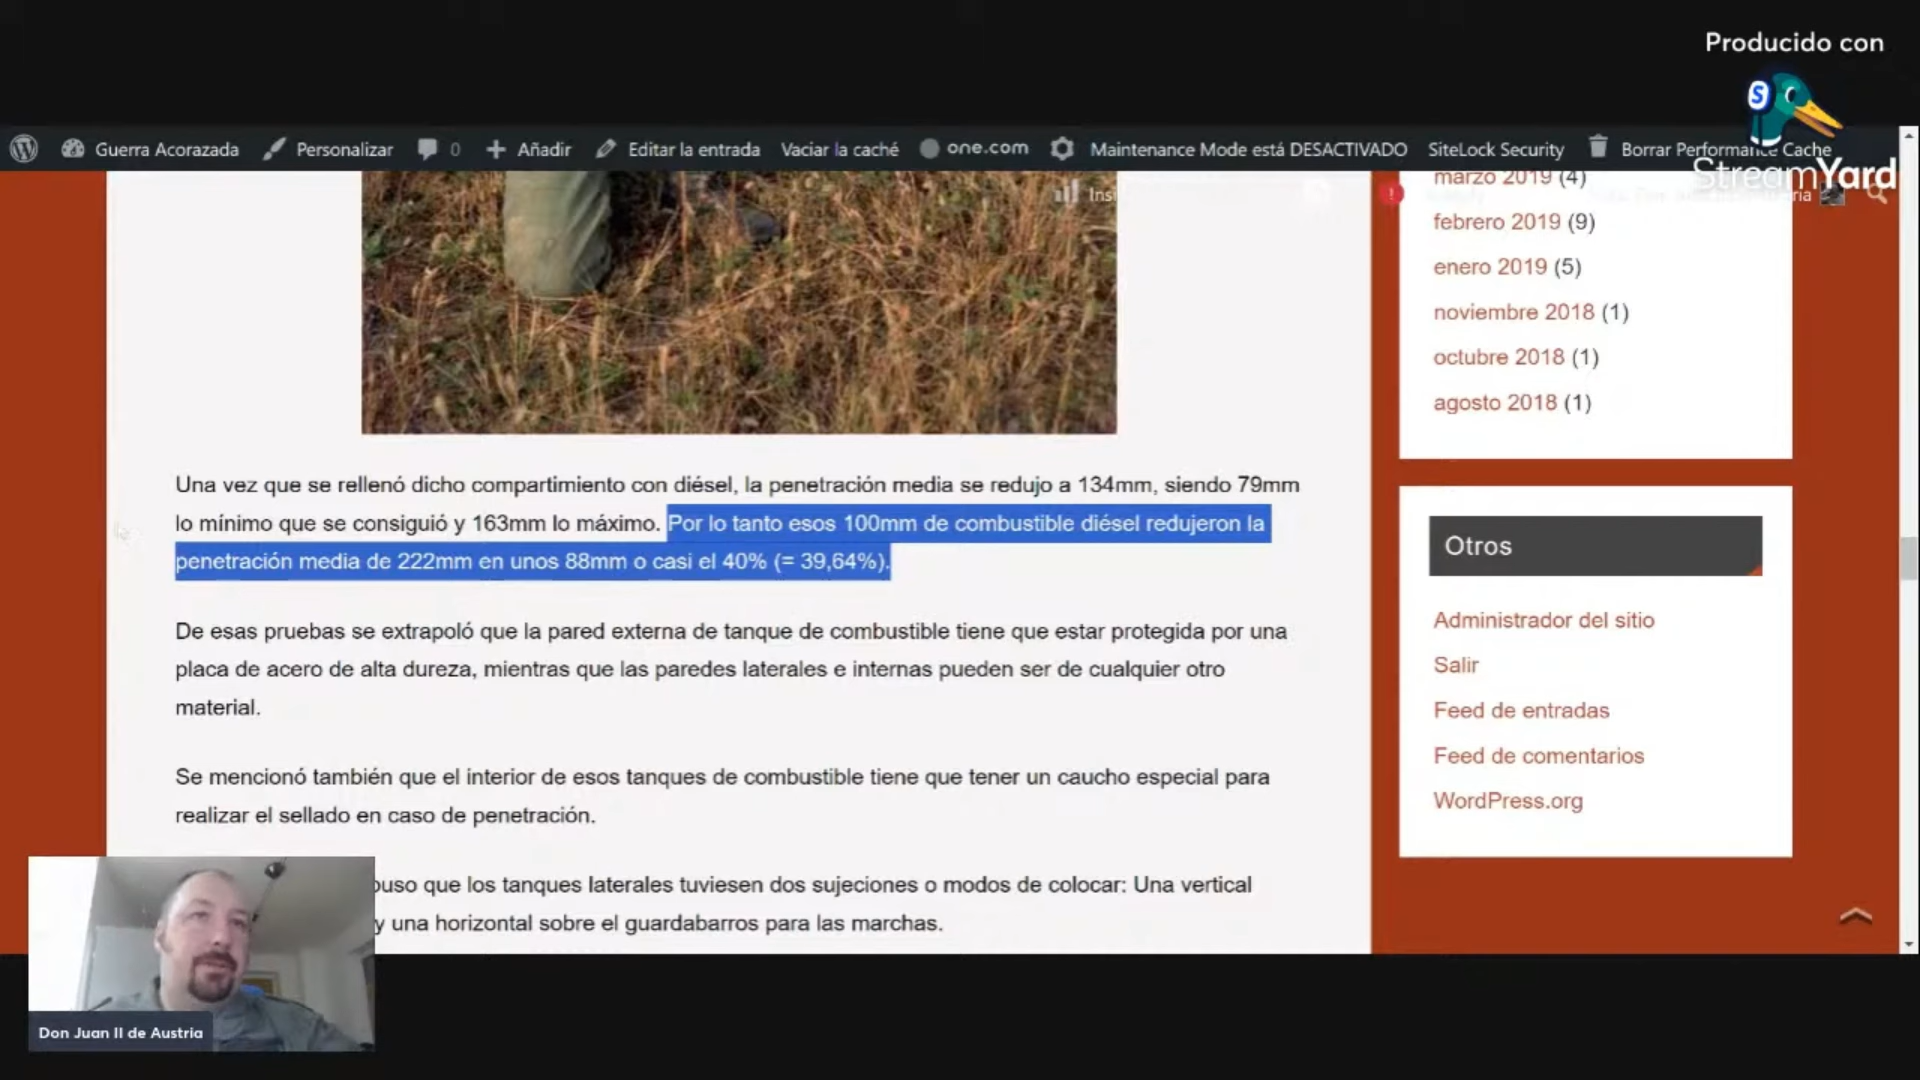 Producido con
StreamYard
Guerra Acorazada Personalizar 0 Añadir Editar la entrada Vaciar la caché one.com Maintenance Mode está DESACTIVADO SiteLock Security Borrar Performance Cache
marzo 2019 (4)
febrero 2019 (9)
enero 2019 (5)
noviembre 2018 (1)
octubre 2018 (1)
agosto 2018 (1)
Una vez que se rellenó dicho compartimiento con diésel, la penetración media se redujo a 134mm, siendo 79mm
lo mínimo que se consiguió y 163mm lo máximo. Por lo tanto esos 100mm de combustible diésel redujeron la
penetración media de 222mm en unos 88mm o casi el 40% (= 39,64%).
De esas pruebas se extrapoló que la pared externa de tanque de combustible tiene que estar protegida por una
placa de acero de alta dureza, mientras que las paredes laterales e internas pueden ser de cualquier otro
material.
Se mencionó también que el interior de esos tanques de combustible tiene que tener un caucho especial para
realizar el sellado en caso de penetración.
que los tanques laterales tuviesen dos sujeciones o modos de colocar: Una vertical
y una horizontal sobre el guardabarros para las marchas.
Otros
Administrador del sitio
Salir
Feed de entradas
Feed de comentarios
WordPress.org
Don Juan II de Austria